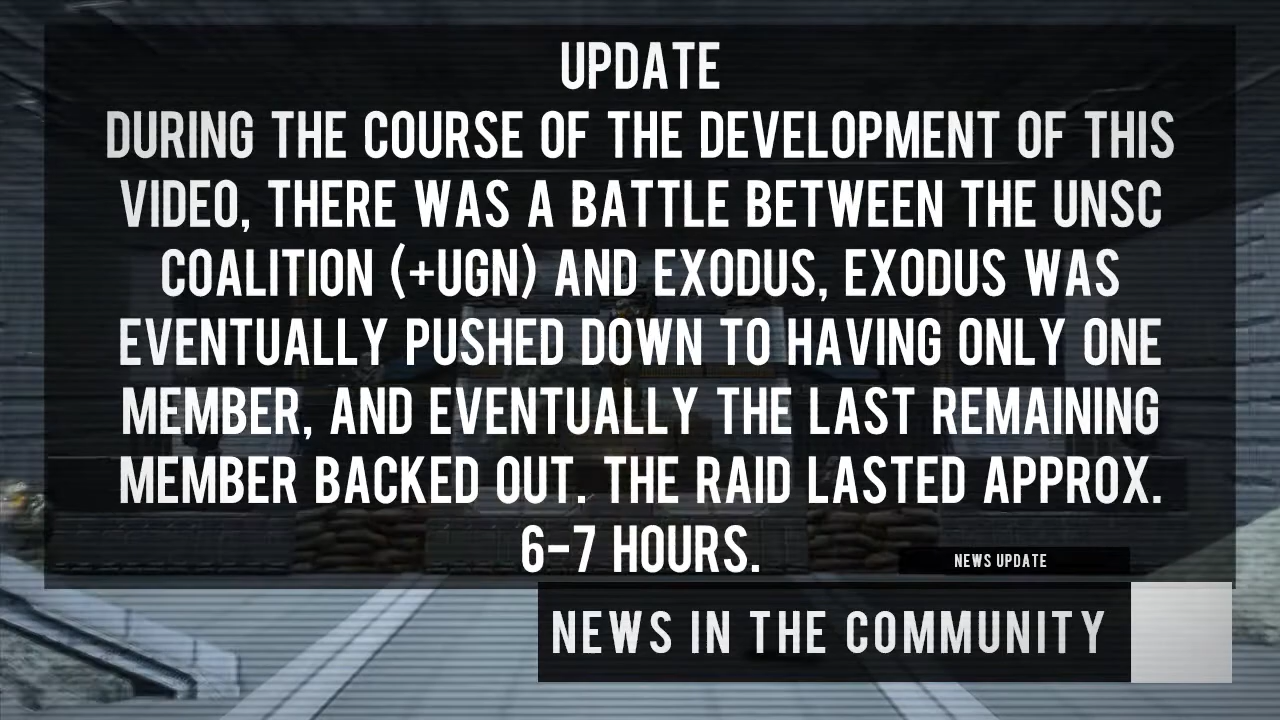 UPDATE
DURING THE COURSE OF THE DEVELOPMENT OF THIS
VIDEO, THERE WAS A BATTLE BETWEEN THE UNSC
COALITION (+UGN) AND EXODUS, EXODUS WAS
EVENTUALLY PUSHED DOWN TO HAVING ONLY ONE
MEMBER, AND EVENTUALLY THE LAST REMAINING
MEMBER BACKED OUT. THE RAID LASTED APPROX.
6-7 HOURS.
NEWS UPDATE
NEWS IN THE COMMUNITY